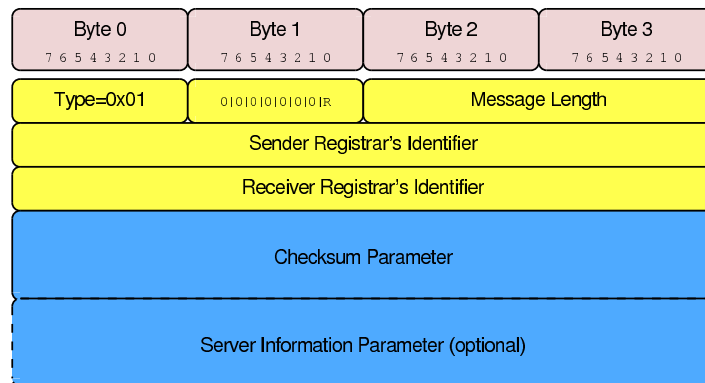 Byte 0 Byte 1 Byte 2 Byte 3
7 6 5 4 3 2 1 0 7 6 5 4 3 2 1 0 7 6 5 4 3 2 1 0 7 6 5 4 3 2 1 0
Type=0x01 0|0|0|0|0|0|0|R Message Length
Sender Registrar's Identifier
Receiver Registrar's Identifier
Checksum Parameter
Server Information Parameter (optional)